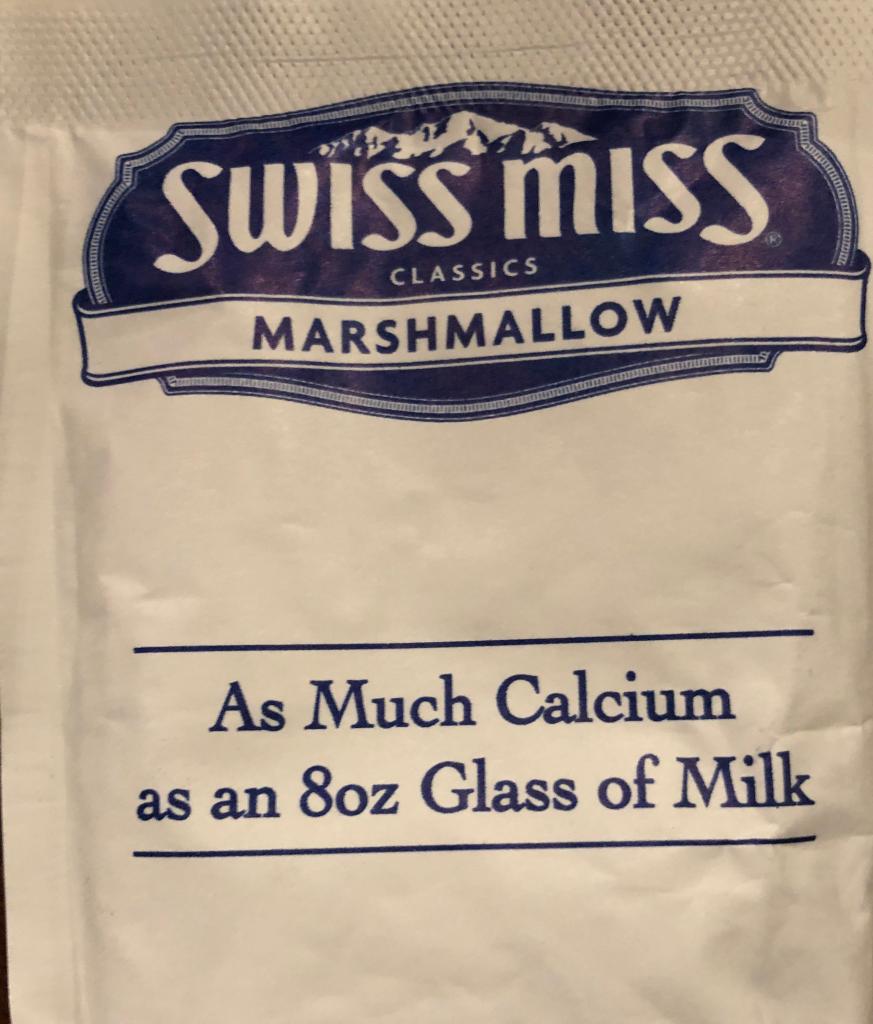 SWISS MISS®
CLASSICS
MARSHMALLOW
As Much Calcium
as an 8oz Glass of Milk